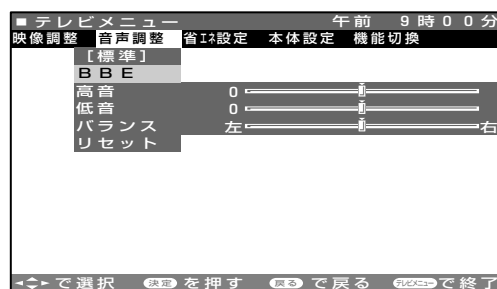 ■テレビメニュー 午前 9時00分
映像調整 音声調整 省エネ設定 本体設定 機能切換
［標準］
BBE
高音 0
低音 0
バランス 左 右
リセット
で選択 決定 を押す 戻る で戻る テレビメニュー で終了